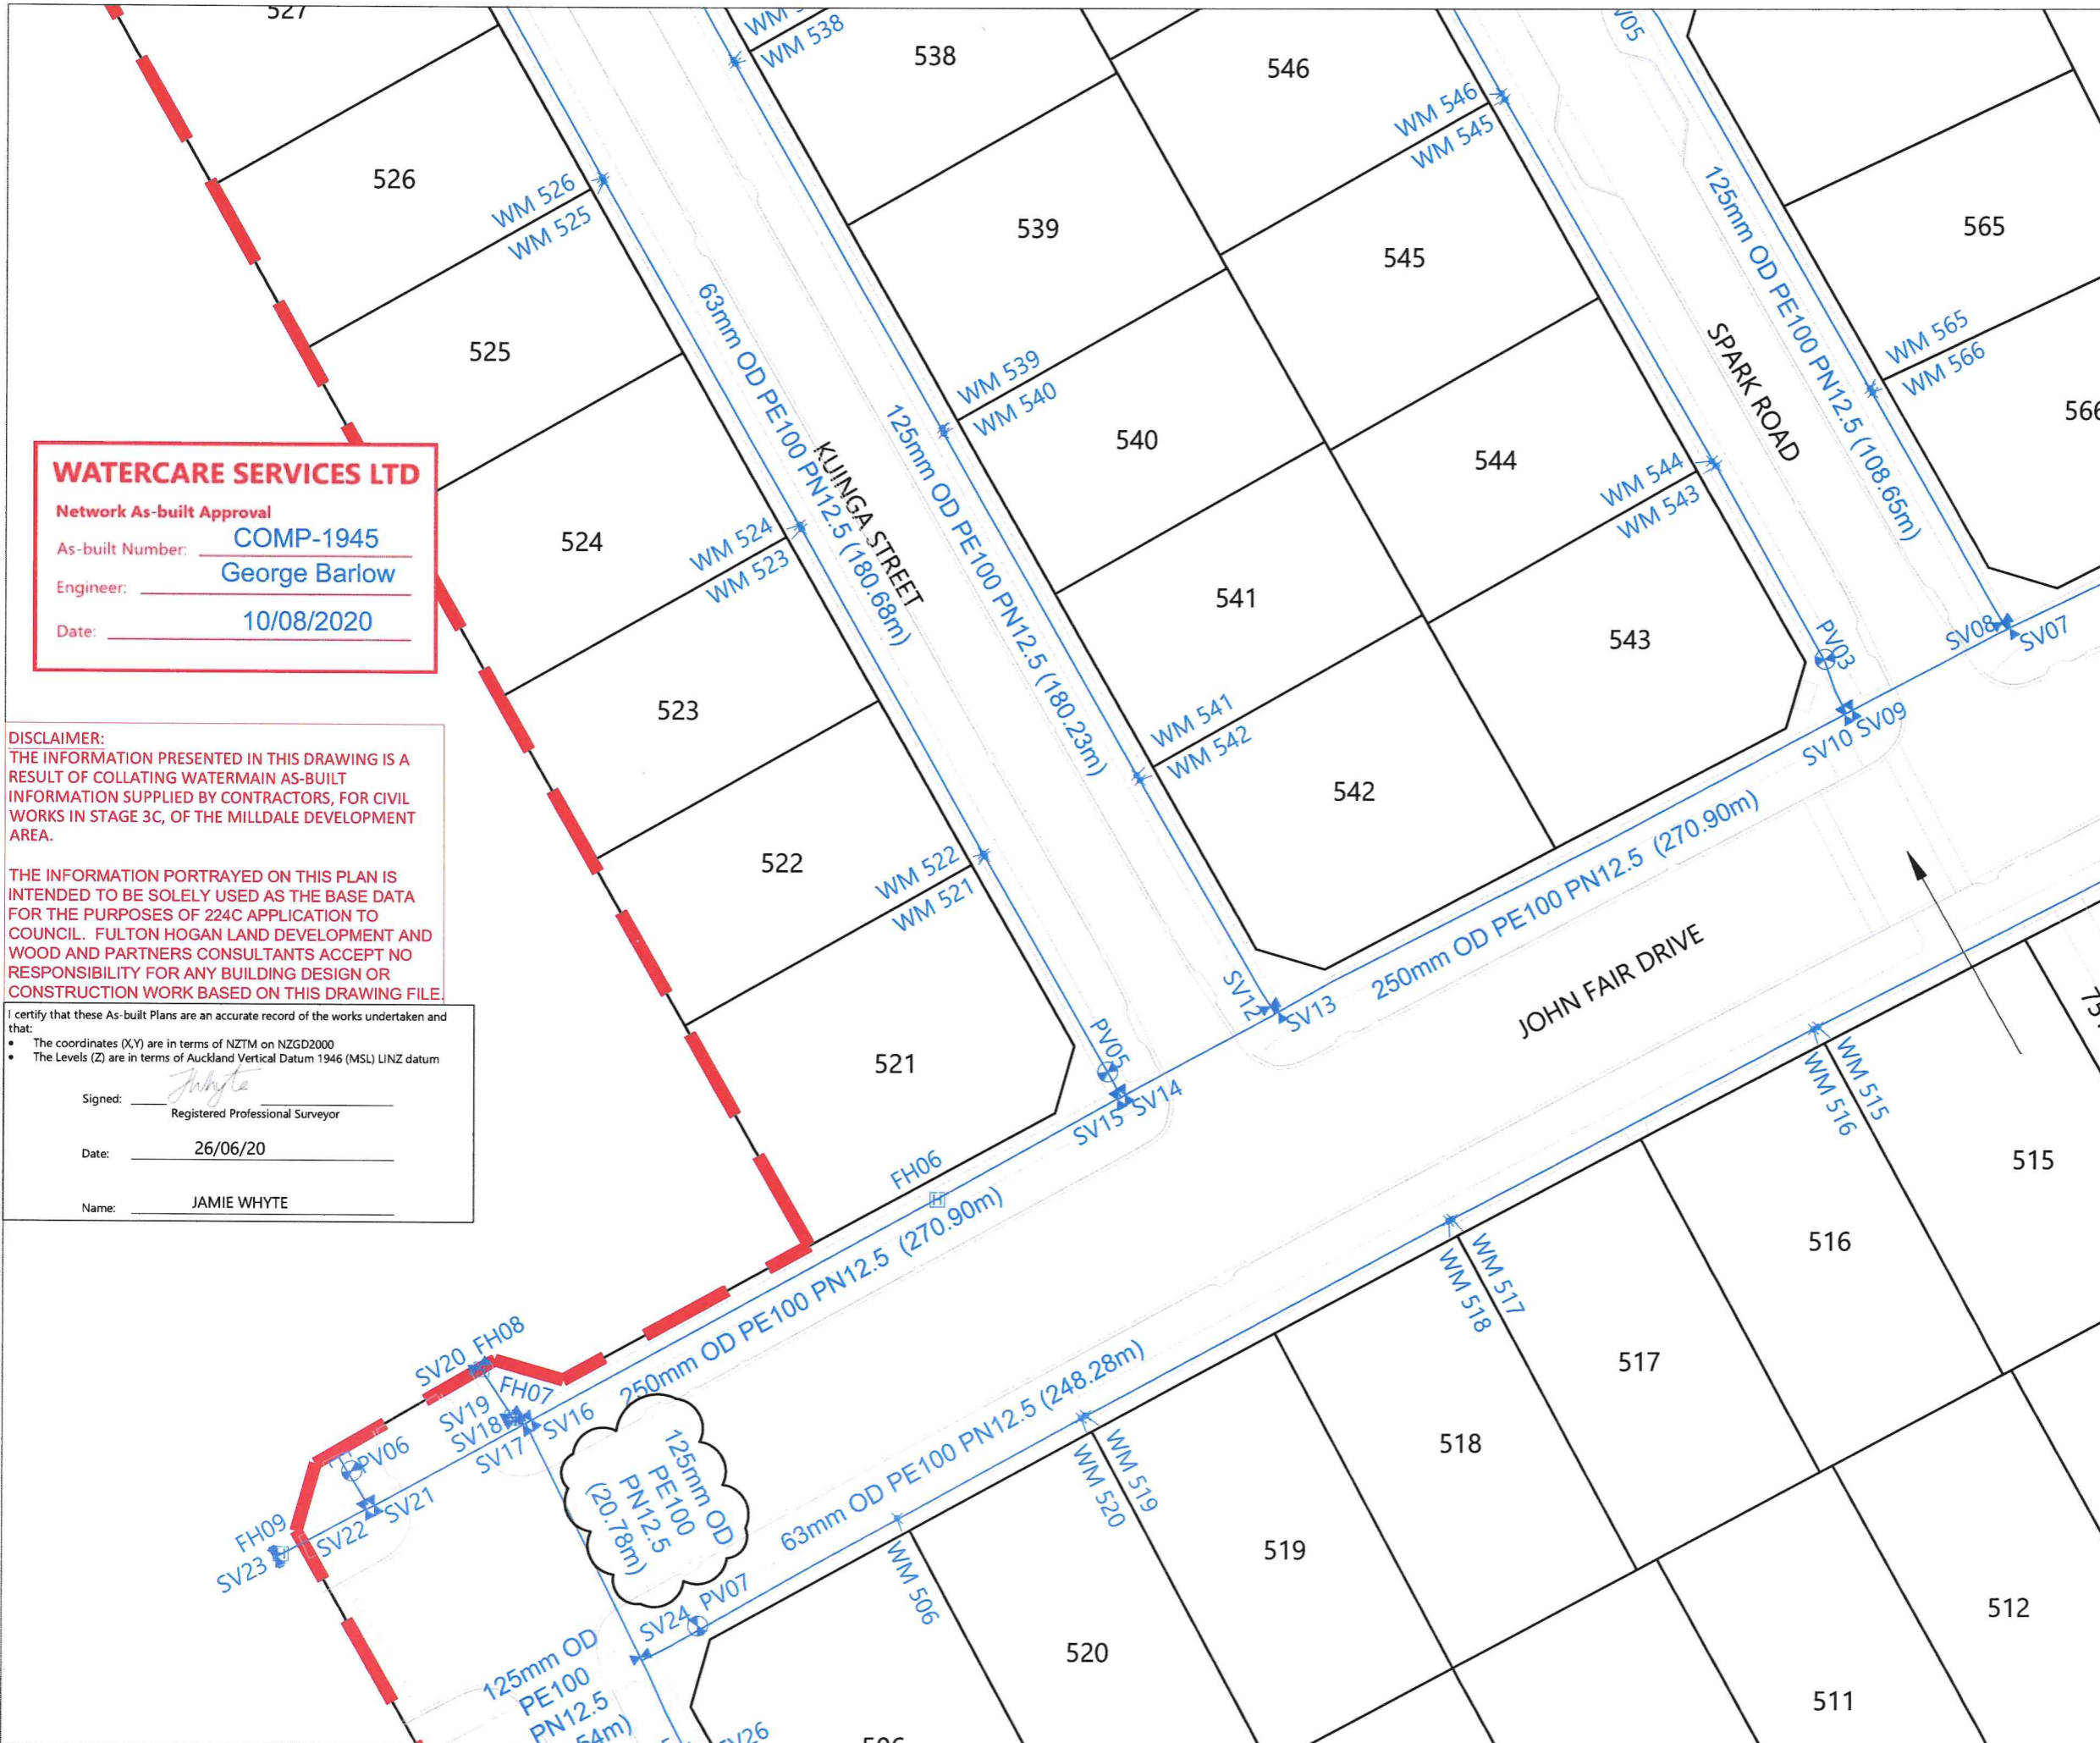 527
526
525
524
523
522
521
538
539
540
541
542
546
545
544
543
565
515
516
517
518
519
520
512
511
WM 538
WM 526
WM 525
WM 524
WM 523
WM 522
WM 521
WM 539
WM 540
WM 541
WM 542
WM 546
WM 545
WM 544
WM 543
WM 565
WM 566
WM 515
WM 516
WM 517
WM 518
WM 519
WM 520
WM 506
63mm OD PE100 PN12.5 (180.68m)
KUINGA STREET
125mm OD PE100 PN12.5 (180.23m)
SPARK ROAD
125mm OD PE100 PN12.5 (108.65m)
PV03
SV08
SV07
SV10 SV09
250mm OD PE100 PN12.5 (270.90m)
JOHN FAIR DRIVE
SV12
SV13
PV05
SV15 SV14
FH06
250mm OD PE100 PN12.5 (270.90m)
63mm OD PE100 PN12.5 (248.28m)
SV20 FH08
FH07
SV19
SV18
SV17
SV16
PV06
SV21
SV22
FH09
SV23
125mm OD
PE100
PN12.5
(20.78m)
SV24 PV07
125mm OD
PE100
PN12.5
WATERCARE SERVICES LTD
Network As-built Approval
As-built Number: COMP-1945
Engineer: George Barlow
Date: 10/08/2020
DISCLAIMER:
THE INFORMATION PRESENTED IN THIS DRAWING IS A
RESULT OF COLLATING WATERMAIN AS-BUILT
INFORMATION SUPPLIED BY CONTRACTORS, FOR CIVIL
WORKS IN STAGE 3C, OF THE MILLDALE DEVELOPMENT
AREA.
THE INFORMATION PORTRAYED ON THIS PLAN IS
INTENDED TO BE SOLELY USED AS THE BASE DATA
FOR THE PURPOSES OF 224C APPLICATION TO
COUNCIL. FULTON HOGAN LAND DEVELOPMENT AND
WOOD AND PARTNERS CONSULTANTS ACCEPT NO
RESPONSIBILITY FOR ANY BUILDING DESIGN OR
CONSTRUCTION WORK BASED ON THIS DRAWING FILE.
I certify that these As-built Plans are an accurate record of the works undertaken and
that:
• The coordinates (X,Y) are in terms of NZTM on NZGD2000
• The Levels (Z) are in terms of Auckland Vertical Datum 1946 (MSL) LINZ datum
Signed: JWhyte
Registered Professional Surveyor
Date: 26/06/20
Name: JAMIE WHYTE